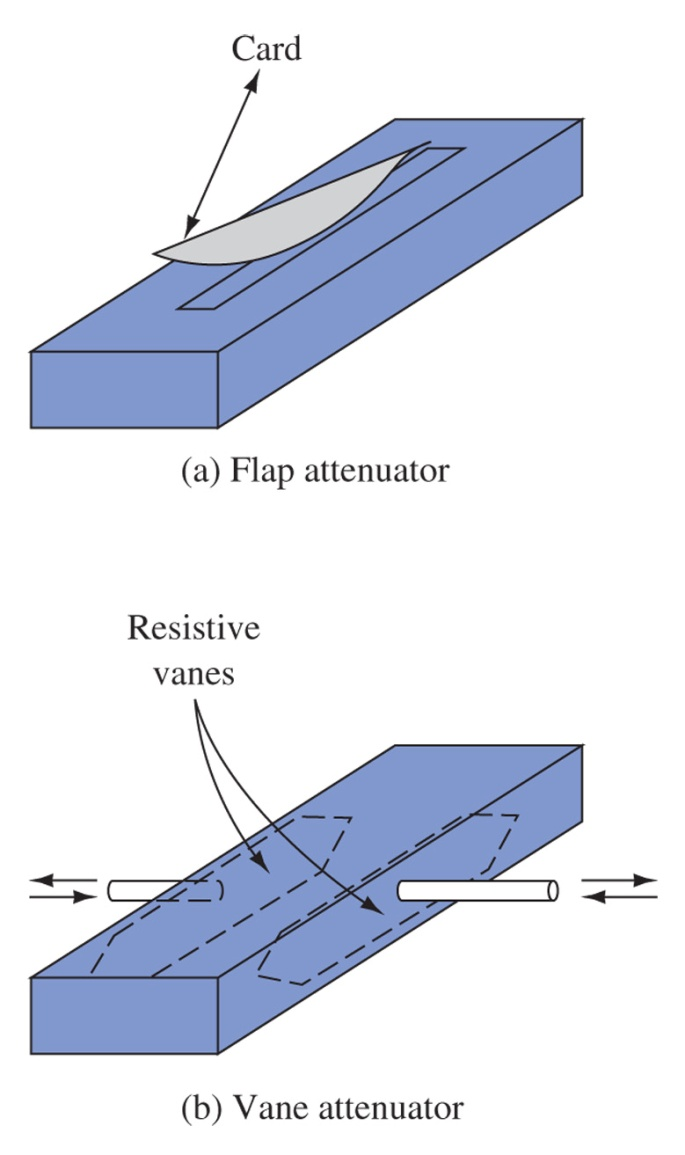 Card
(a) Flap attenuator
Resistive
vanes
(b) Vane attenuator